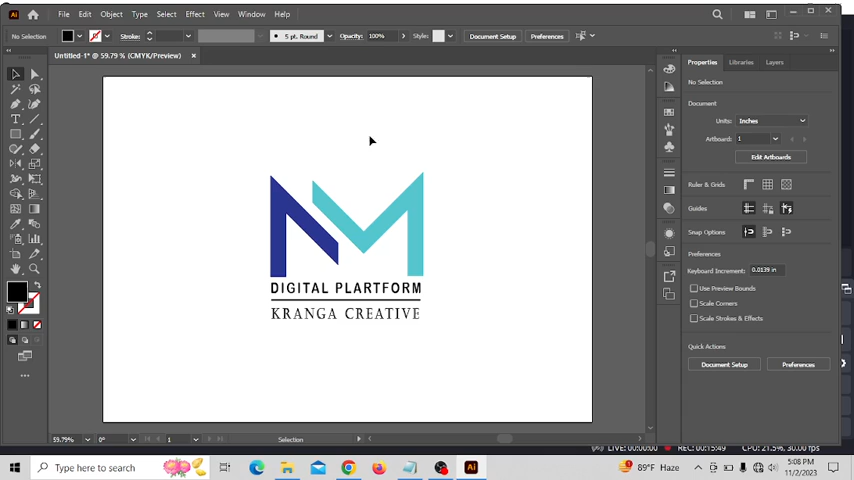 Ai File Edit Object Type Select Effect View Window Help
No Selection Stroke: 5 pt. Round Opacity: 100% Style: Document Setup Preferences
Untitled-1* @ 59.79 % (CMYK/Preview) ×
Properties Libraries Layers
No Selection
Document
Units: Inches
Artboard: 1
Edit Artboards
Ruler & Grids
Guides
Snap Options
Preferences
Keyboard Increment: 0.0139 in
Use Preview Bounds
Scale Corners
Scale Strokes & Effects
Quick Actions
Document Setup Preferences
DIGITAL PLARTFORM
KRANGA CREATIVE
59.79% 0° 1 Selection
LIVE: 00:00:00 REC: 00:15:49 CPU: 21.5%, 30.00 fps
Type here to search
89°F Haze
5:08 PM
11/2/2023